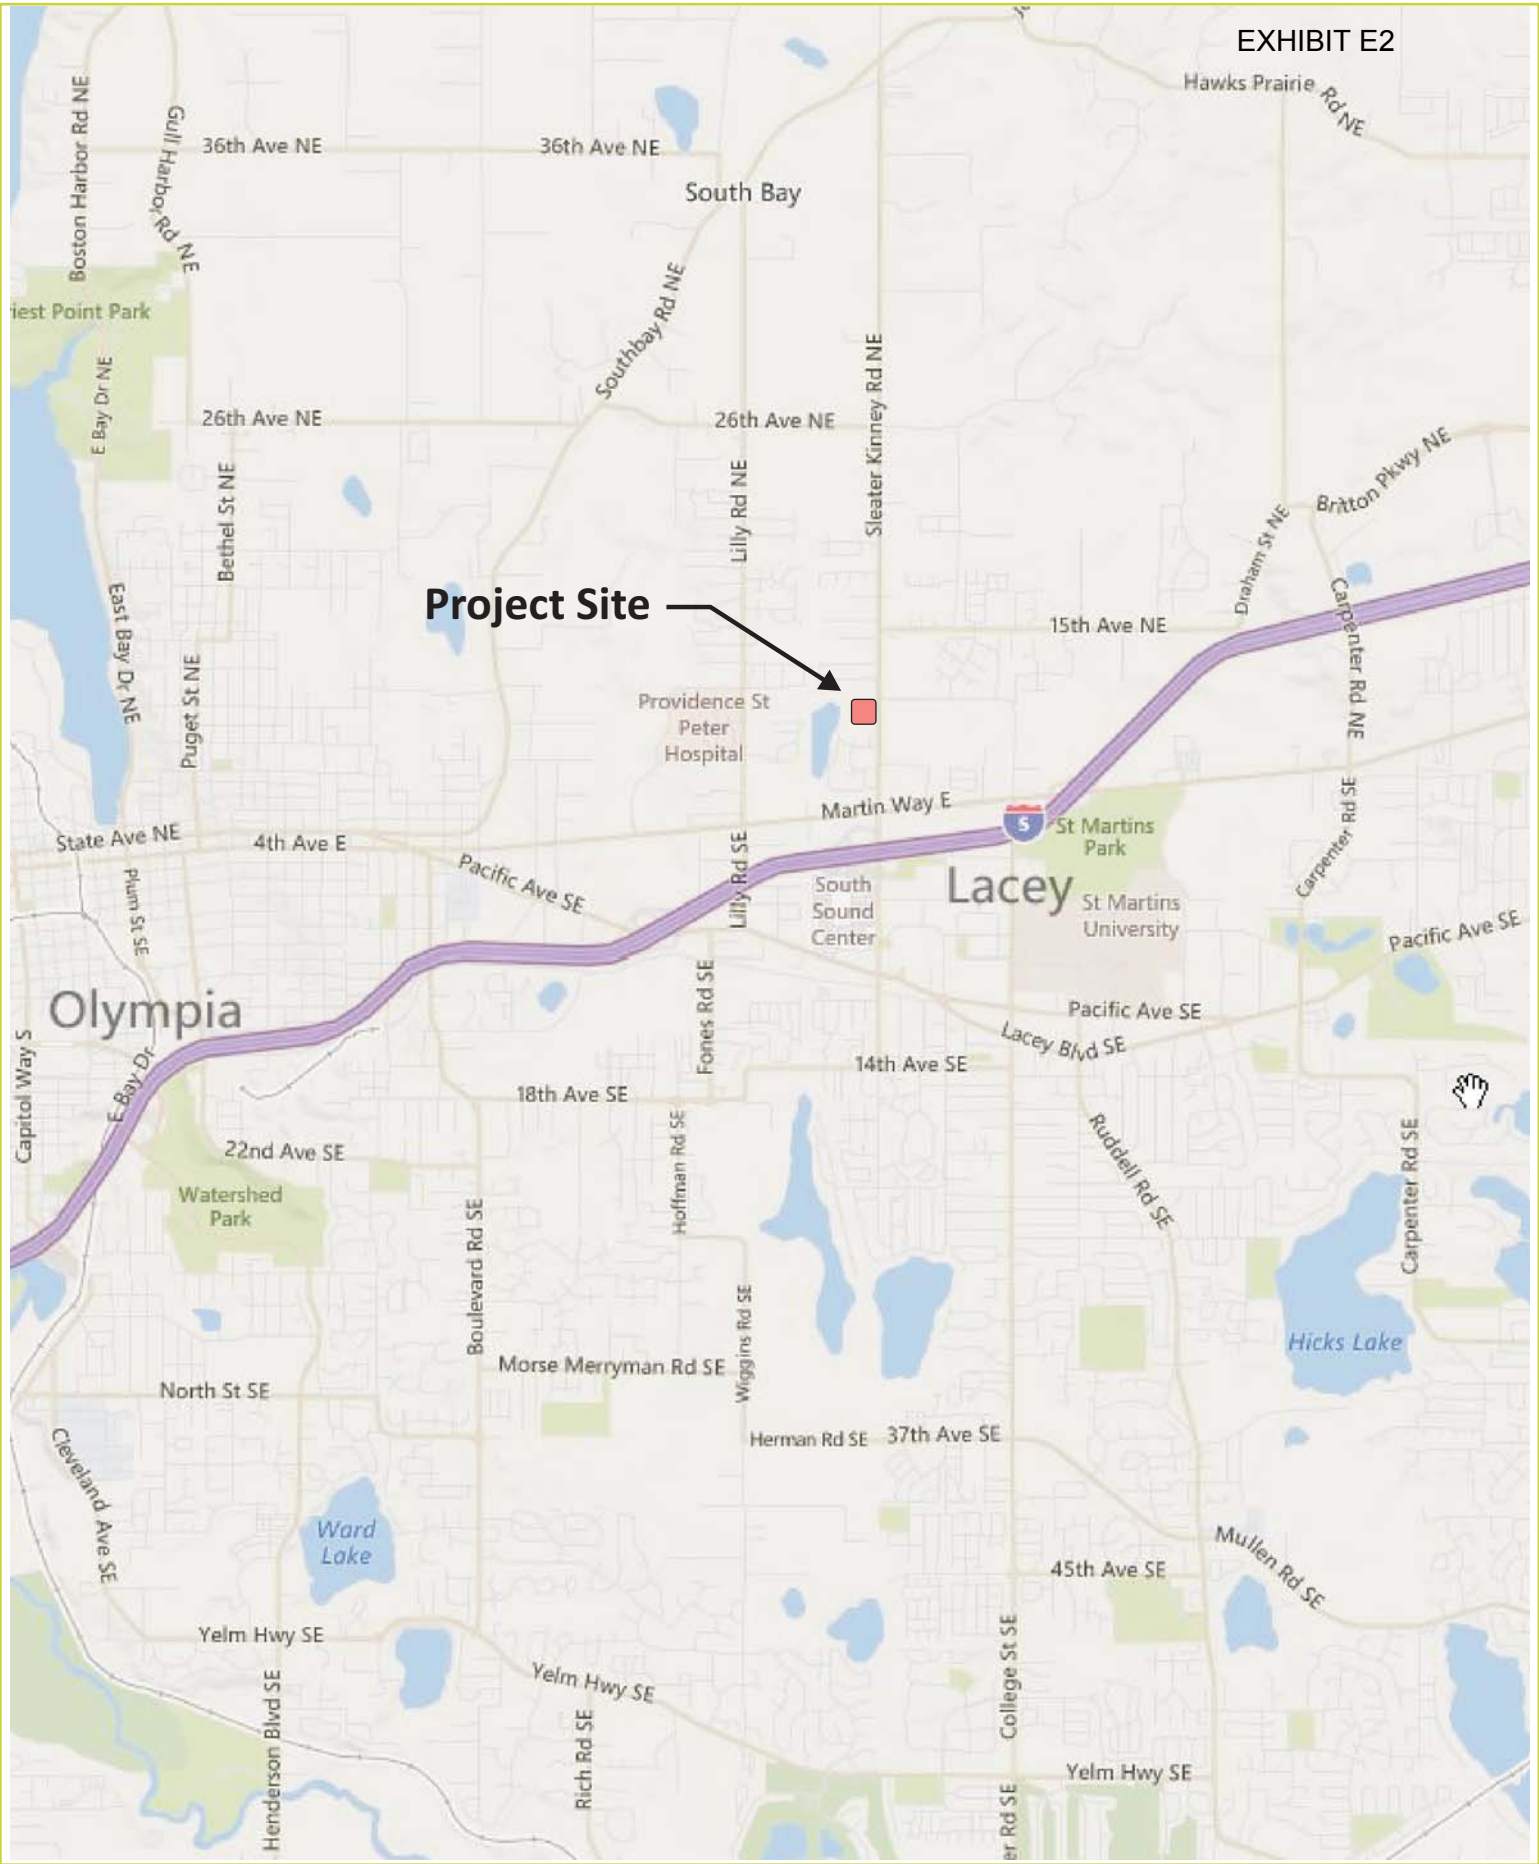 EXHIBIT E2
Hawks Prairie Rd NE
Boston Harbor Rd NE
Gull Harbor Rd NE
36th Ave NE
36th Ave NE
South Bay
iest Point Park
Southbay Rd NE
E Bay Dr NE
26th Ave NE
26th Ave NE
Sleater Kinney Rd NE
Bethel St NE
Lilly Rd NE
Britton Pkwy NE
Draham St NE
Project Site
East Bay Dr NE
15th Ave NE
Carpenter Rd NE
Puget St NE
Providence St
Peter
Hospital
Martin Way E
5
State Ave NE
4th Ave E
St Martins
Park
Carpenter Rd SE
Pacific Ave SE
Lilly Rd SE
Plum St SE
South
Sound
Center
Lacey
St Martins
University
Pacific Ave SE
Olympia
Fones Rd SE
Pacific Ave SE
Lacey Blvd SE
Capitol Way S
E Bay Dr
14th Ave SE
18th Ave SE
22nd Ave SE
Hoffman Rd SE
Ruddell Rd SE
Carpenter Rd SE
Watershed
Park
Boulevard Rd SE
Wiggins Rd SE
Hicks Lake
Morse Merryman Rd SE
North St SE
Cleveland Ave SE
Herman Rd SE
37th Ave SE
Ward
Lake
Mullen Rd SE
45th Ave SE
Yelm Hwy SE
Yelm Hwy SE
College St SE
Henderson Blvd SE
Rich Rd SE
Yelm Hwy SE
er Rd SE